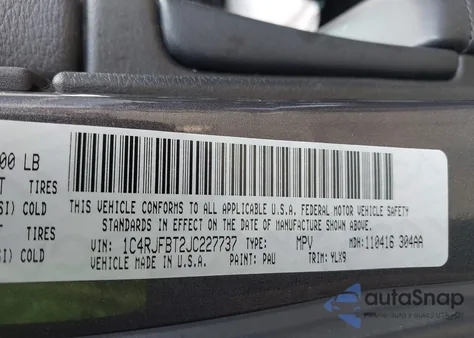 00 LB
T TIRES
SI) COLD
T TIRES
SI) COLD
THIS VEHICLE CONFORMS TO ALL APPLICABLE U.S.A. FEDERAL MOTOR VEHICLE SAFETY
STANDARDS IN EFFECT ON THE DATE OF MANUFACTURE SHOWN ABOVE.
VIN: 1C4RJFBT2JC227737 TYPE: MPV MDH: 110416 304AA
VEHICLE MADE IN U.S.A. PAINT: PAU TRIM: YLX9
autoSnap